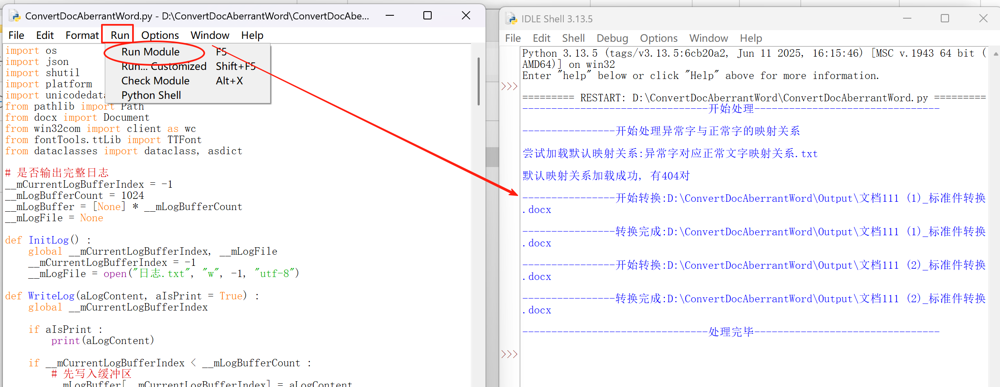 ConvertDocAberrantWord.py - D:\ConvertDocAberrantWord\ConvertDocAbe...
File Edit Format Run Options Window Help
Run Module F5
Run... Customized Shift+F5
Check Module Alt+X
Python Shell
import os
import json
import shutil
import platform
import unicodedat
from pathlib import Path
from docx import Document
from win32com import client as wc
from fontTools.ttLib import TTFont
from dataclasses import dataclass, asdict
# 是否输出完整日志
__mCurrentLogBufferIndex = -1
__mLogBufferCount = 1024
__mLogBuffer = [None] * __mLogBufferCount
__mLogFile = None
def InitLog() :
    global __mCurrentLogBufferIndex, __mLogFile
    __mCurrentLogBufferIndex = -1
    __mLogFile = open("日志.txt", "w", -1, "utf-8")
def WriteLog(aLogContent, aIsPrint = True) :
    global __mCurrentLogBufferIndex
    if aIsPrint :
        print(aLogContent)
    if __mCurrentLogBufferIndex < __mLogBufferCount :
        # 先写入缓冲区
        __mLogBuffer[__mCurrentLogBufferIndex] = aLogContent
IDLE Shell 3.13.5
File Edit Shell Debug Options Window Help
Python 3.13.5 (tags/v3.13.5:6cb20a2, Jun 11 2025, 16:15:46) [MSC v.1943 64 bit (
AMD64)] on win32
Enter "help" below or click "Help" above for more information.
>>>
========= RESTART: D:\ConvertDocAberrantWord\ConvertDocAberrantWord.py =========
--------------------------------开始处理--------------------------------
----------------开始处理异常字与正常字的映射关系
尝试加载默认映射关系:异常字对应正常文字映射关系.txt
默认映射关系加载成功, 有404对
----------------开始转换:D:\ConvertDocAberrantWord\Output\文档111 (1)_标准件转换
.docx
----------------转换完成:D:\ConvertDocAberrantWord\Output\文档111 (1)_标准件转换
.docx
----------------开始转换:D:\ConvertDocAberrantWord\Output\文档111 (2)_标准件转换
.docx
----------------转换完成:D:\ConvertDocAberrantWord\Output\文档111 (2)_标准件转换
.docx
--------------------------------处理完毕--------------------------------
>>>